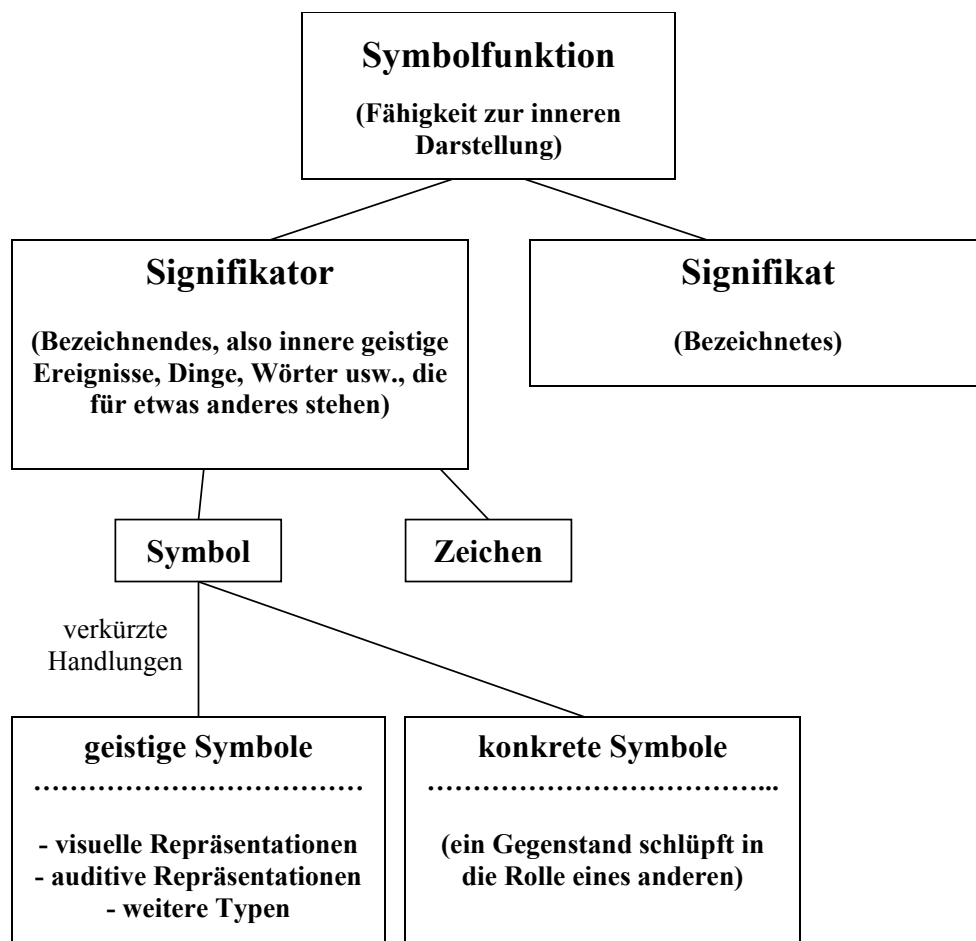 Symbolfunktion
(Fähigkeit zur inneren
Darstellung)
Signifikator
(Bezeichnendes, also innere geistige
Ereignisse, Dinge, Wörter usw., die
für etwas anderes stehen)
Signifikat
(Bezeichnetes)
Symbol
Zeichen
verkürzte
Handlungen
geistige Symbole
………………………………
- visuelle Repräsentationen
- auditive Repräsentationen
- weitere Typen
konkrete Symbole
………………………………...
(ein Gegenstand schlüpft in
die Rolle eines anderen)